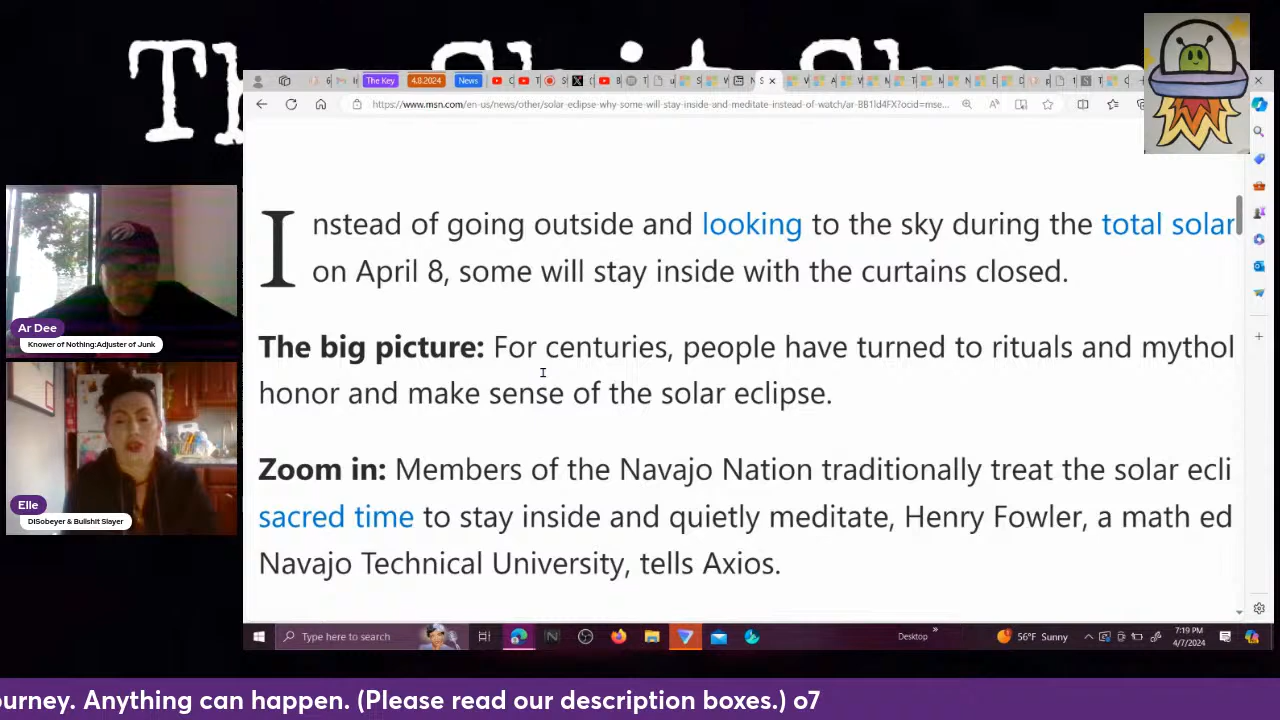 The Key
4.8.2024
News
https://www.msn.com/en-us/news/other/solar-eclipse-why-some-will-stay-inside-and-meditate-instead-of-watch/ar-BB1ld4FX?ocid=mse...
Instead of going outside and looking to the sky during the total solar
on April 8, some will stay inside with the curtains closed.
The big picture: For centuries, people have turned to rituals and mythol
honor and make sense of the solar eclipse.
Zoom in: Members of the Navajo Nation traditionally treat the solar ecli
sacred time to stay inside and quietly meditate, Henry Fowler, a math ed
Navajo Technical University, tells Axios.
Ar Dee
Knower of Nothing:Adjuster of Junk
Elle
DISobeyer & Bullshit Slayer
Type here to search
Desktop
56°F Sunny
7:19 PM
4/7/2024
ourney. Anything can happen. (Please read our description boxes.) o7